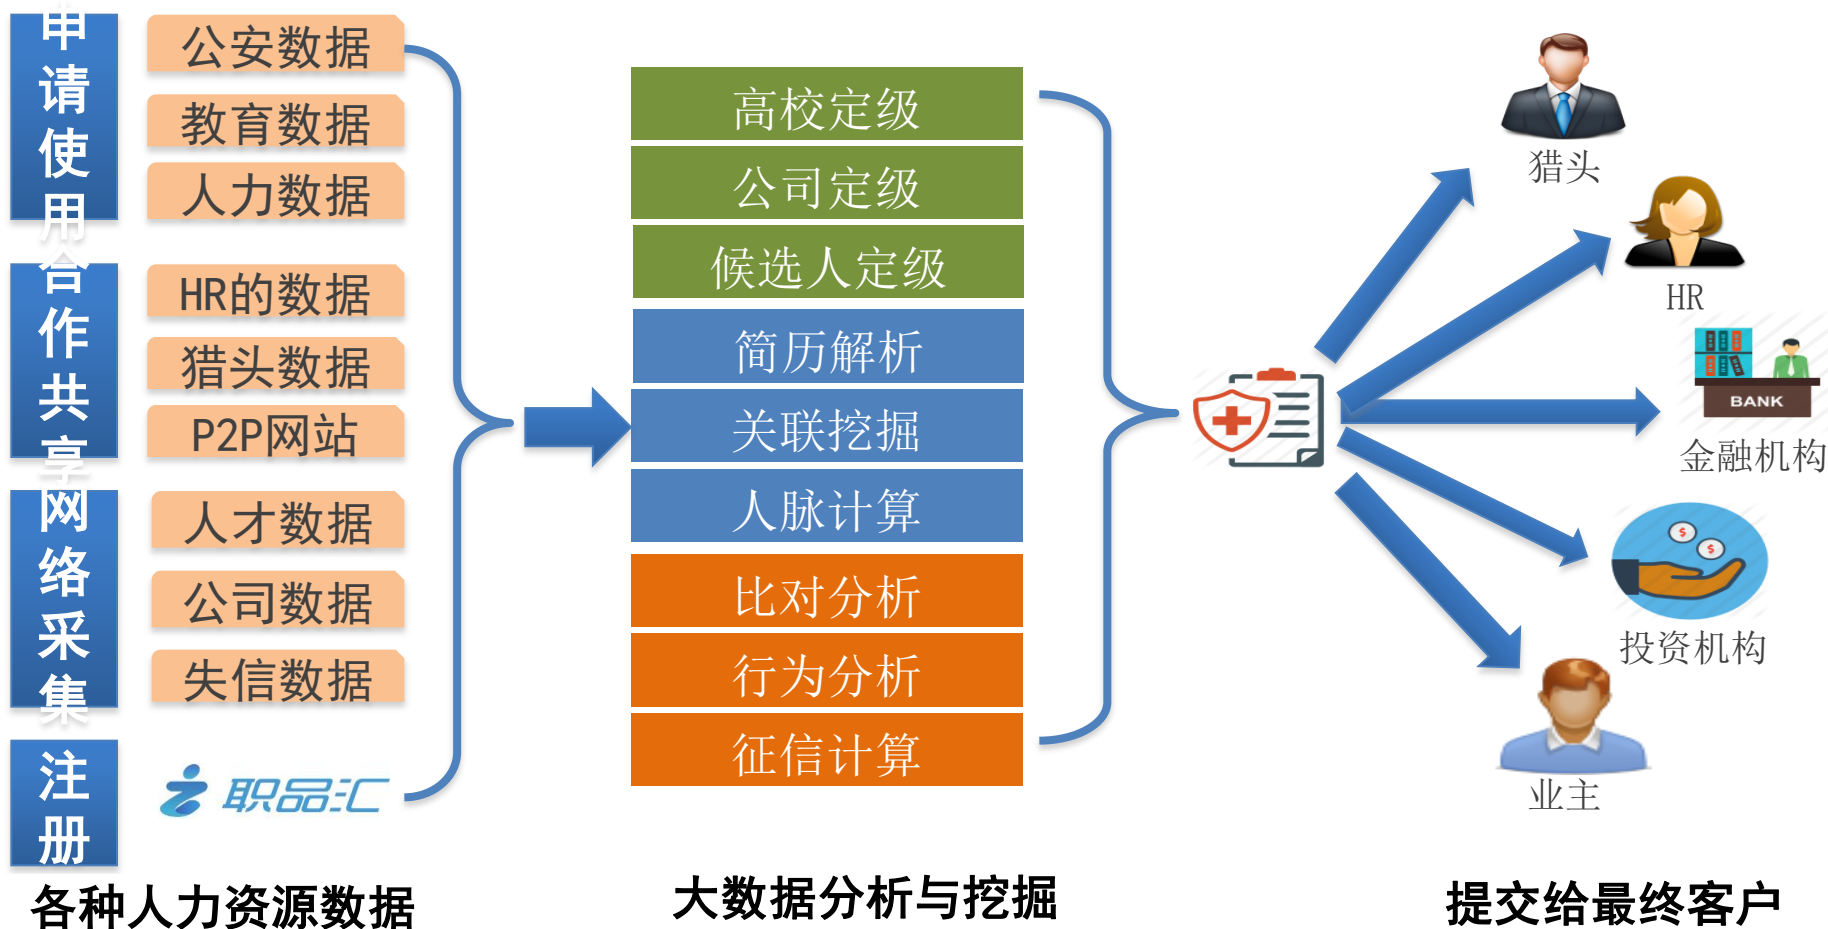 申请使用
公安数据
教育数据
人力数据
合作共享
HR的数据
猎头数据
P2P网站
网络采集
人才数据
公司数据
失信数据
注册
职品汇
各种人力资源数据
高校定级
公司定级
候选人定级
简历解析
关联挖掘
人脉计算
比对分析
行为分析
征信计算
大数据分析与挖掘
猎头
HR
BANK
金融机构
$
$
投资机构
业主
提交给最终客户